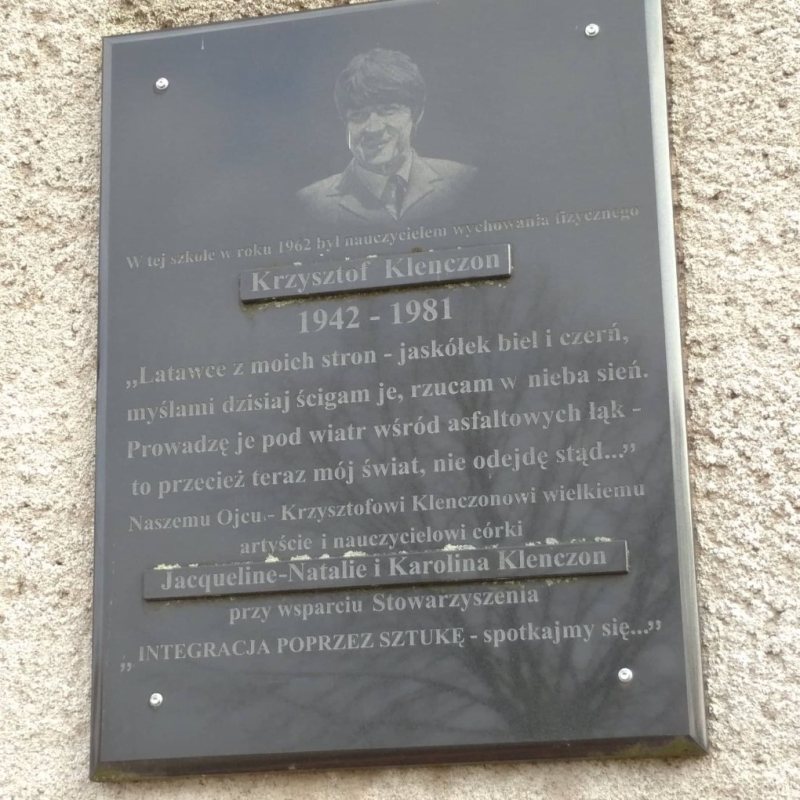 W tej szkole w roku 1962 był nauczycielem wychowania fizycznego
Krzysztof Klenczon
1942 - 1981
„Latawce z moich stron - jaskółek biel i czerń,
myślami dzisiaj ścigam je, rzucam w nieba sień.
Prowadzę je pod wiatr wśród asfaltowych łąk -
to przecież teraz mój świat, nie odejdę stąd...”
Naszemu Ojcu - Krzysztofowi Klenczonowi wielkiemu
artyście i nauczycielowi córki
Jacqueline-Natalie i Karolina Klenczon
przy wsparciu Stowarzyszenia
„INTEGRACJA POPRZEZ SZTUKĘ - spotkajmy się...”